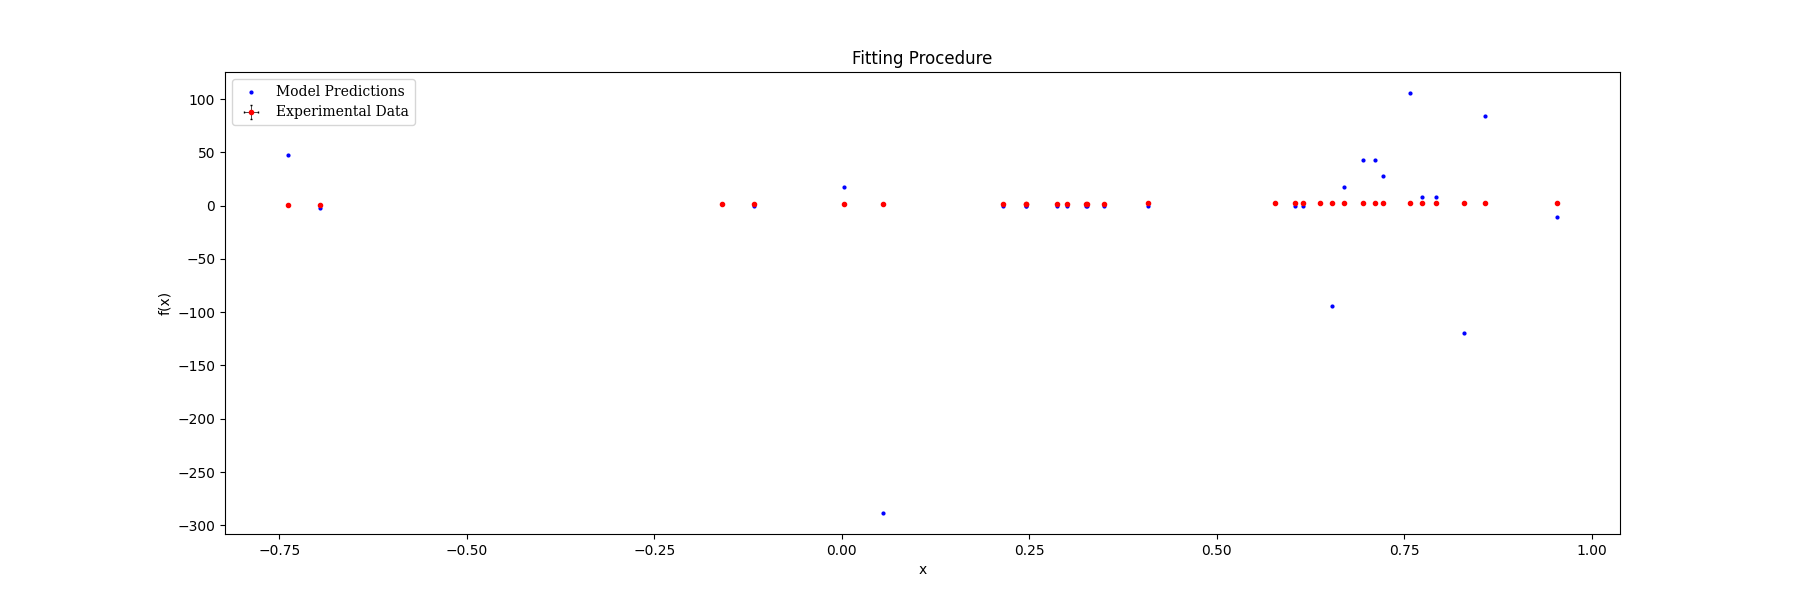 Fitting Procedure
Model Predictions
Experimental Data
100
50
0
−50
−100
−150
−200
−250
−300
f(x)
−0.75 −0.50 −0.25 0.00 0.25 0.50 0.75 1.00
x